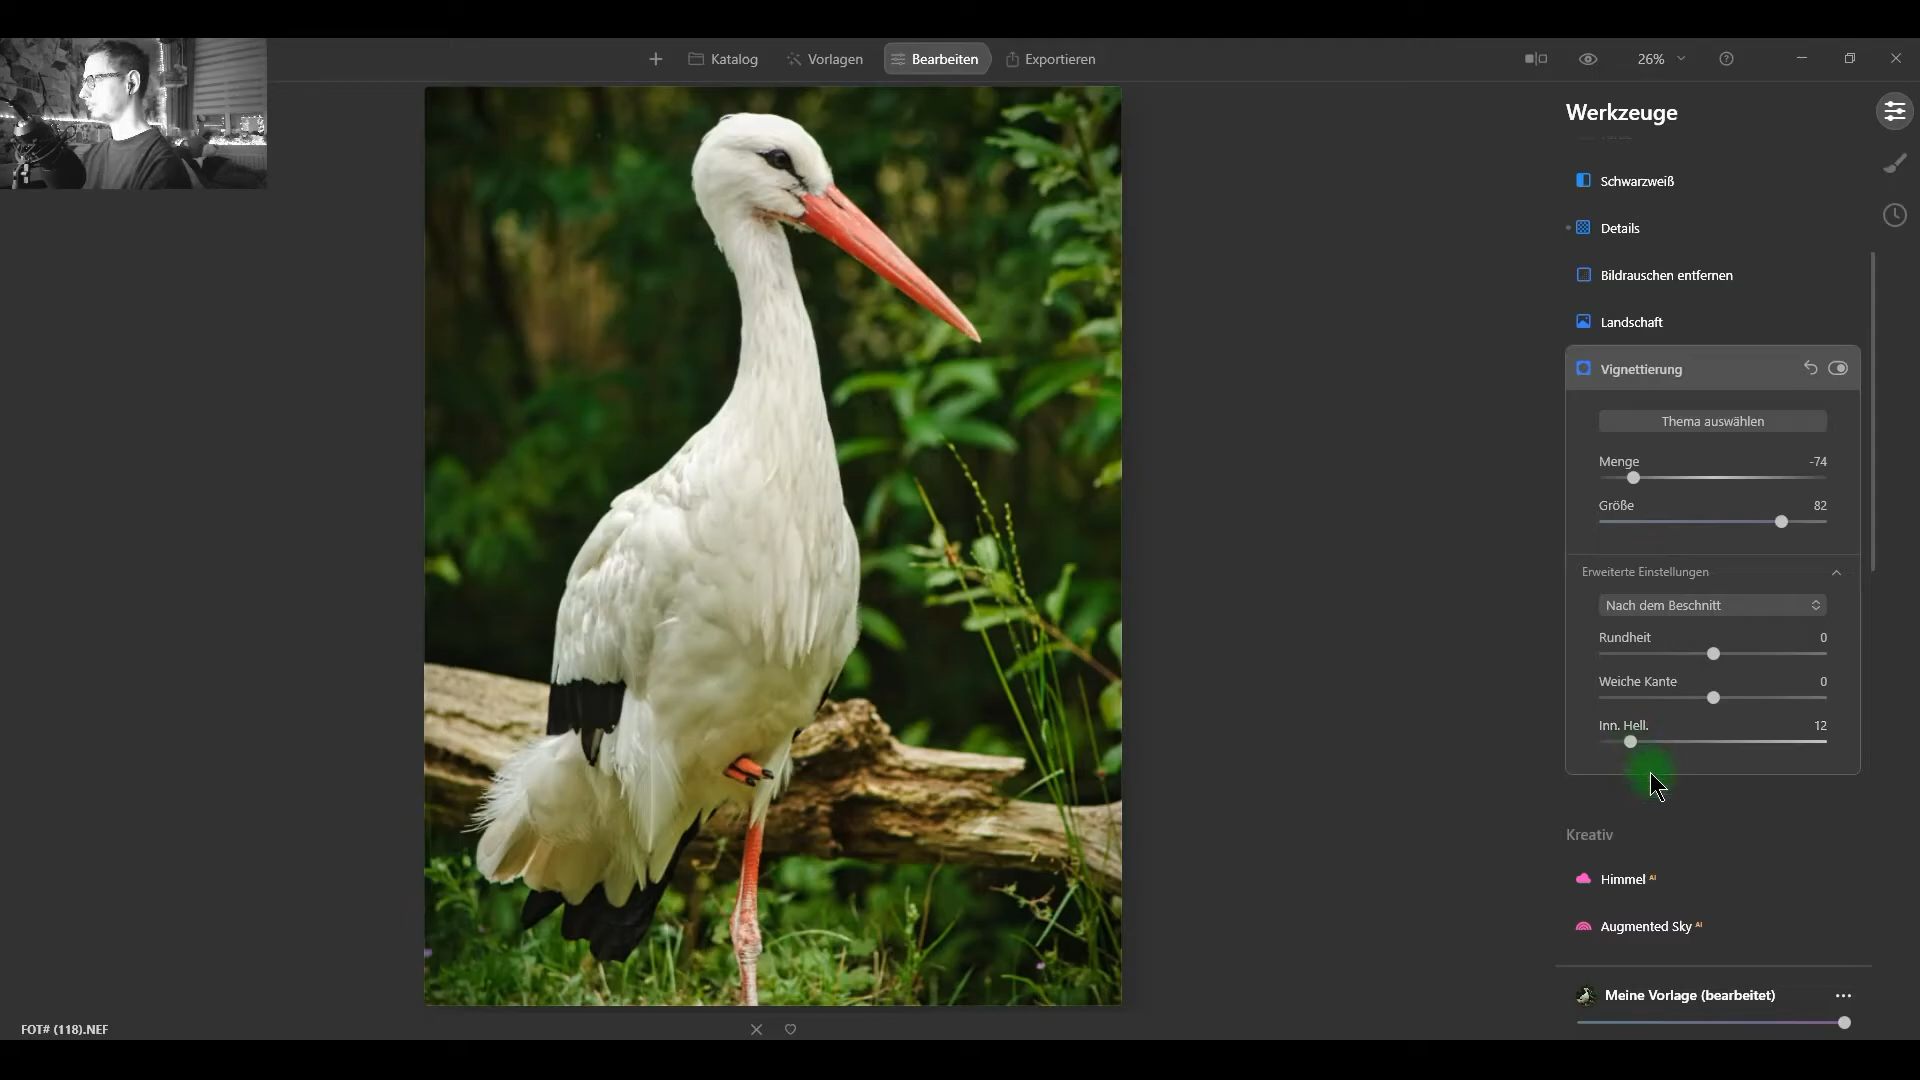 Katalog
Vorlagen
Bearbeiten
Exportieren
26%
Werkzeuge
Schwarzweiß
Details
Bildrauschen entfernen
Landschaft
Vignettierung
Thema auswählen
Menge -74
Größe 82
Erweiterte Einstellungen
Nach dem Beschnitt
Rundheit 0
Weiche Kante 0
Inn. Hell. 12
Kreativ
Himmel AI
Augmented Sky AI
Meine Vorlage (bearbeitet)
FOT# (118).NEF